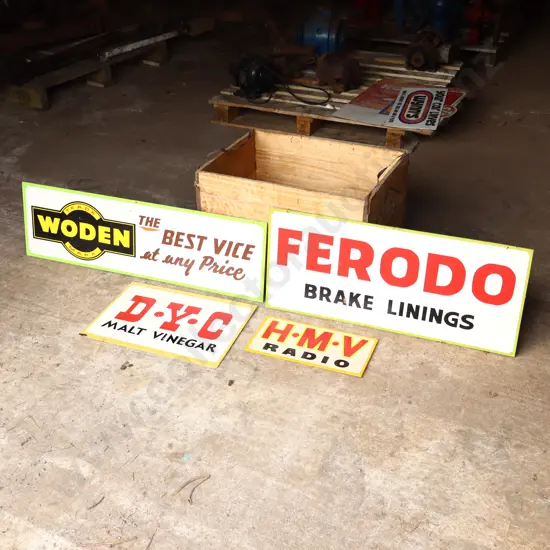 WODEN
THE
BEST VICE
at any Price
FERODO
BRAKE LININGS
D·Y·C
MALT VINEGAR
H·M·V
RADIO